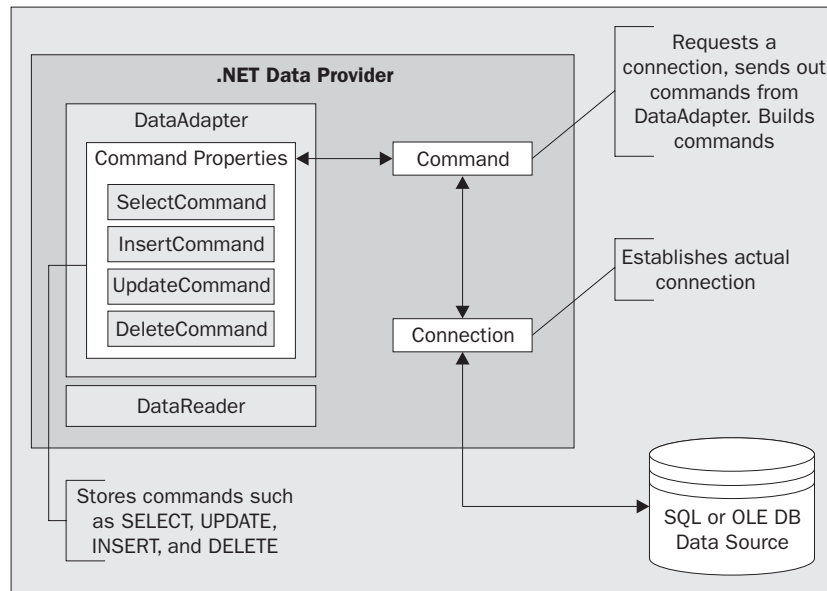 .NET Data Provider
DataAdapter
Command Properties
SelectCommand
InsertCommand
UpdateCommand
DeleteCommand
DataReader
Command
Connection
Requests a
connection, sends out
commands from
DataAdapter. Builds
commands
Establishes actual
connection
Stores commands such
as SELECT, UPDATE,
INSERT, and DELETE
SQL or OLE DB
Data Source